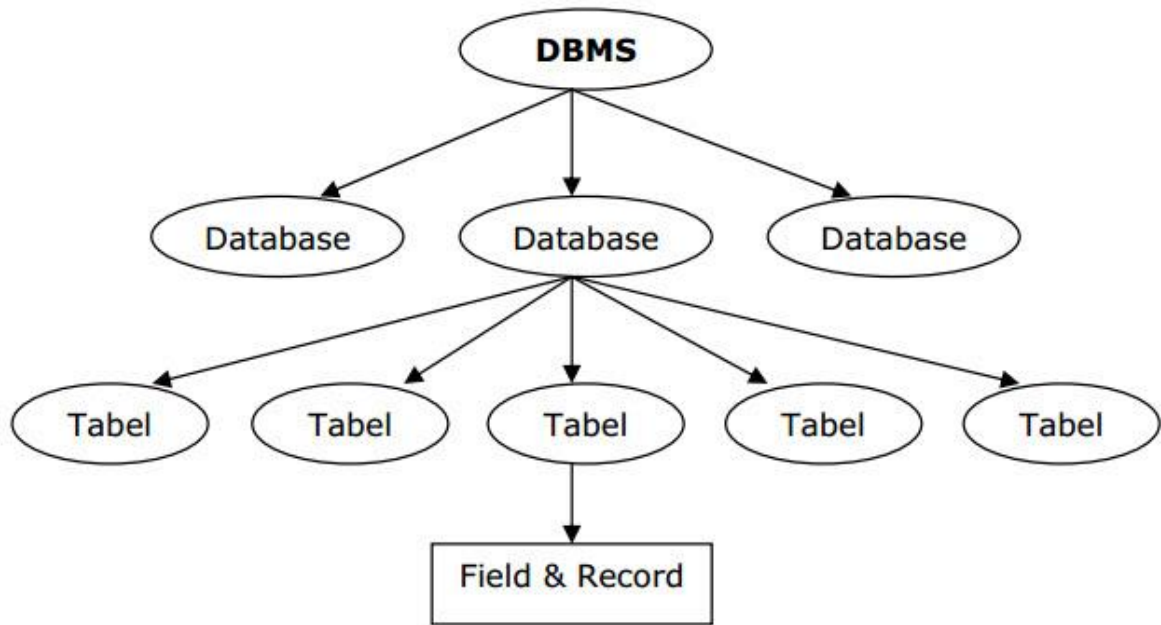 DBMS
Database
Database
Database
Tabel
Tabel
Tabel
Tabel
Tabel
Field & Record